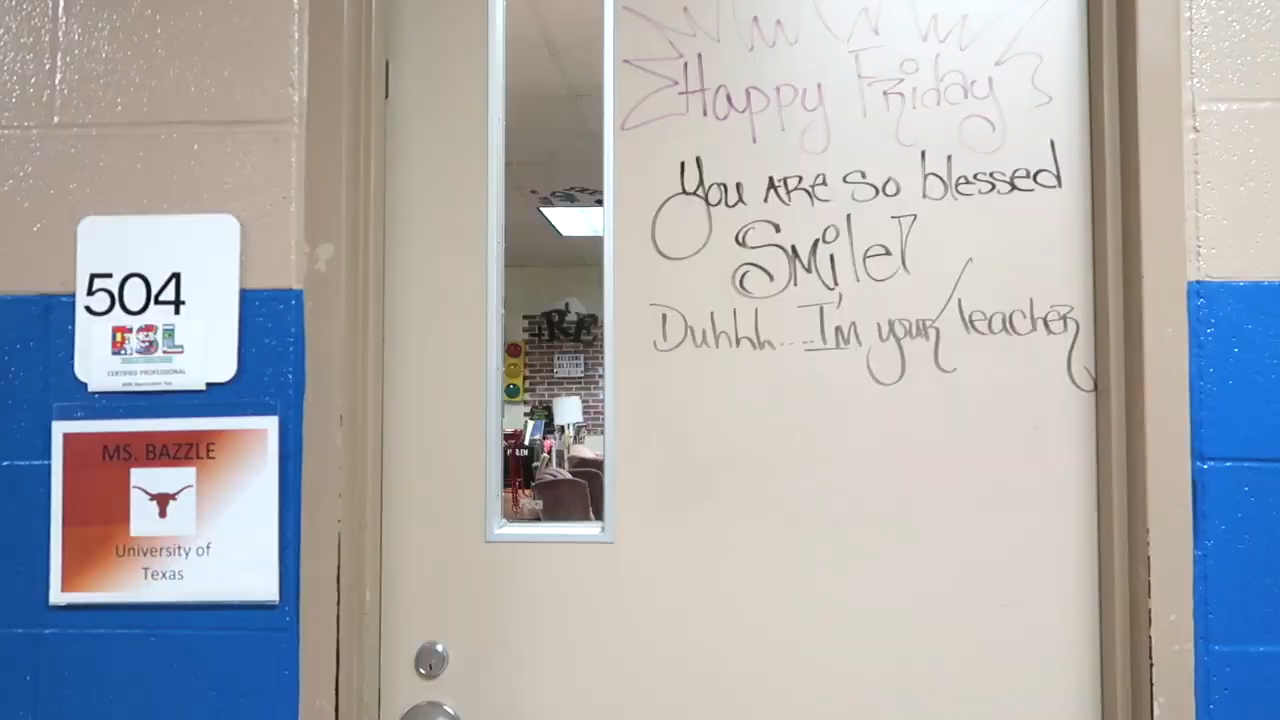 Happy Friday
You ARe so blessed
Smile!
Duhhh....I'm your teacher
504
ESL
CERTIFIED PROFESSIONAL
MS. BAZZLE
University of
Texas
WELCOME